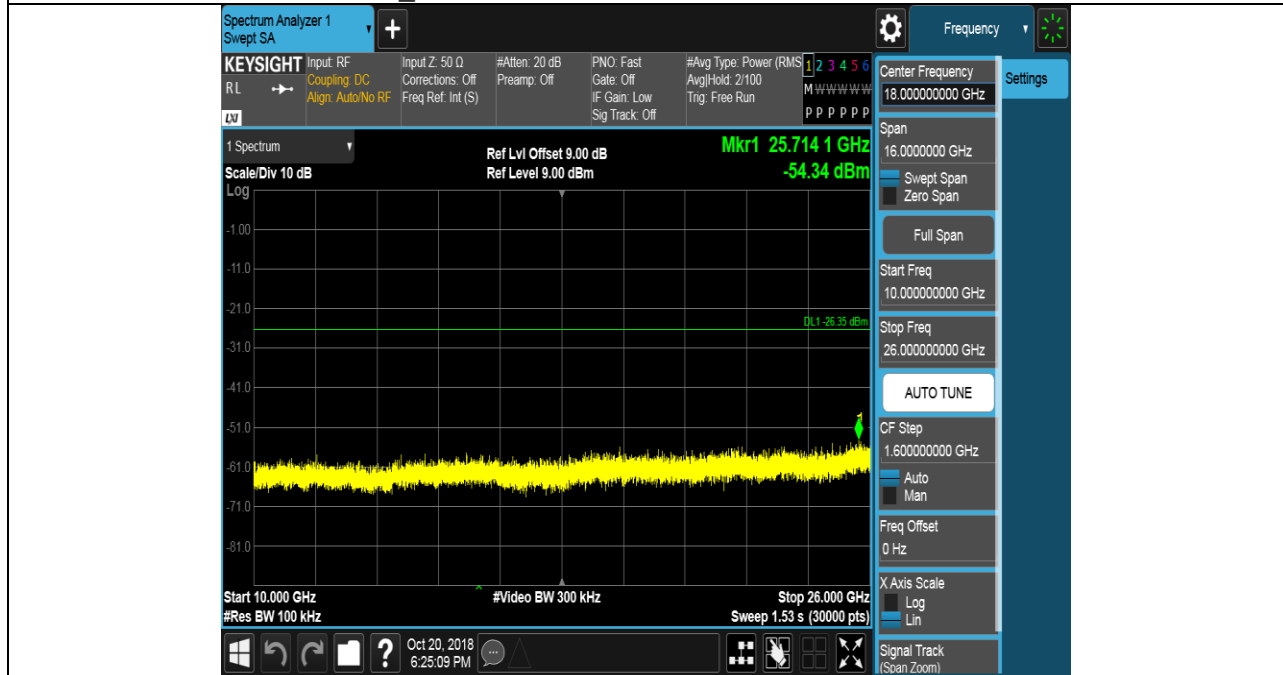 Spectrum Analyzer 1
Swept SA
+
Frequency
KEYSIGHT
RL
LXI
Input: RF
Coupling: DC
Align: Auto/No RF
Input Z: 50 Ω
Corrections: Off
Freq Ref: Int (S)
#Atten: 20 dB
Preamp: Off
PNO: Fast
Gate: Off
IF Gain: Low
Sig Track: Off
#Avg Type: Power (RMS
Avg|Hold: 2/100
Trig: Free Run
1 2 3 4 5 6
M W W W W W
P P P P P P
Center Frequency
18.000000000 GHz
Settings
1 Spectrum
Scale/Div 10 dB
Ref Lvl Offset 9.00 dB
Ref Level 9.00 dBm
Mkr1 25.714 1 GHz
-54.34 dBm
Span
16.0000000 GHz
Swept Span
Zero Span
Full Span
Start Freq
10.000000000 GHz
Stop Freq
26.000000000 GHz
AUTO TUNE
CF Step
1.600000000 GHz
Auto
Man
Freq Offset
0 Hz
X Axis Scale
Log
Lin
Signal Track
(Span Zoom)
Log
-1.00
-11.0
-21.0
DL1 -26.35 dBm
-31.0
-41.0
1
-51.0
-61.0
-71.0
-81.0
Start 10.000 GHz
#Video BW 300 kHz
Stop 26.000 GHz
#Res BW 100 kHz
Sweep 1.53 s (30000 pts)
?
Oct 20, 2018
6:25:09 PM